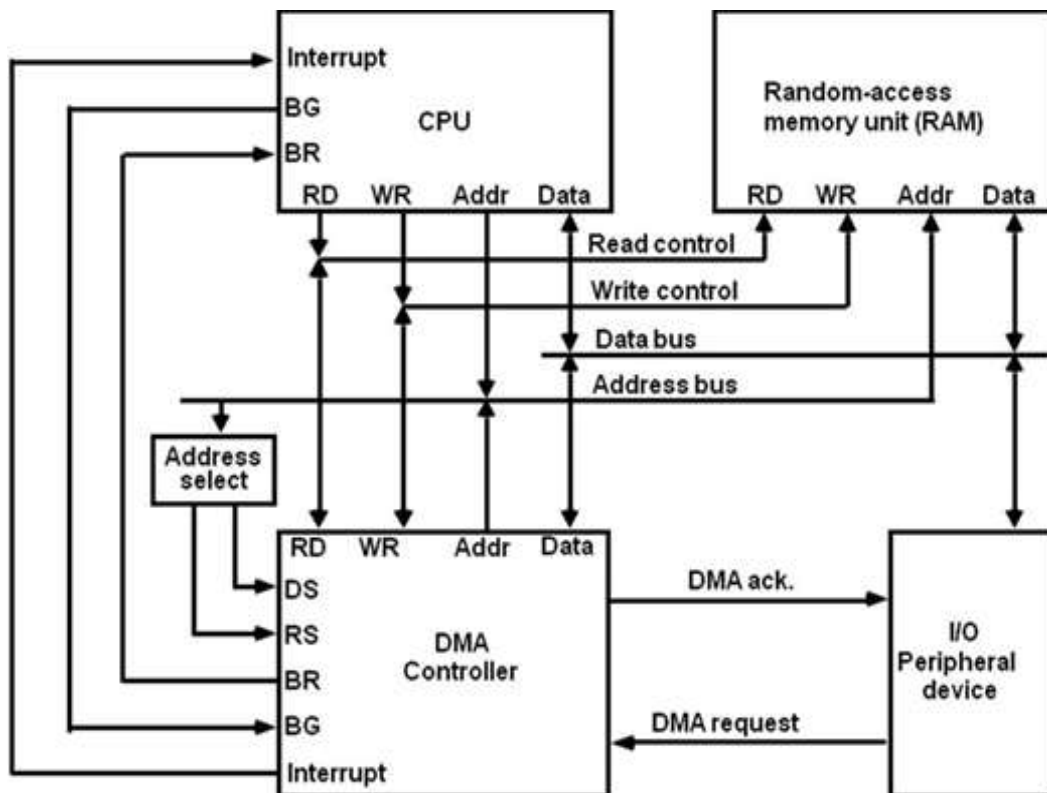 Interrupt
BG
CPU
BR
RD WR Addr Data
Random-access
memory unit (RAM)
RD WR Addr Data
Read control
Write control
Data bus
Address bus
Address
select
RD WR Addr Data
DS
RS
BR
BG
Interrupt
DMA
Controller
DMA ack.
DMA request
I/O
Peripheral
device